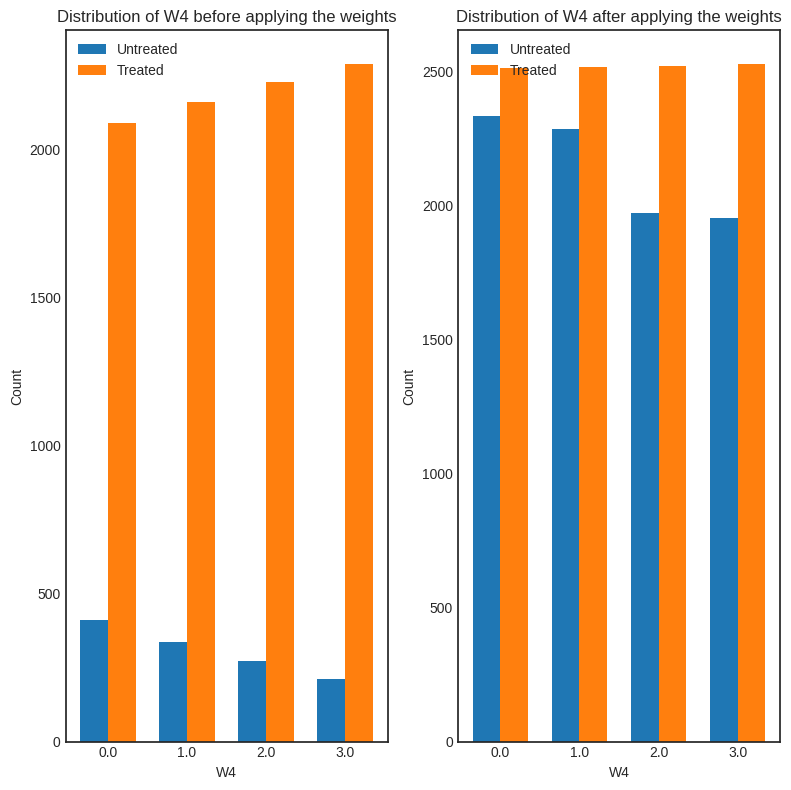 Distribution of W4 before applying the weights
Untreated
Treated
2000
1500
1000
500
0
Count
0.0 1.0 2.0 3.0
W4
Distribution of W4 after applying the weights
Untreated
Treated
2500
2000
1500
1000
500
0
Count
0.0 1.0 2.0 3.0
W4